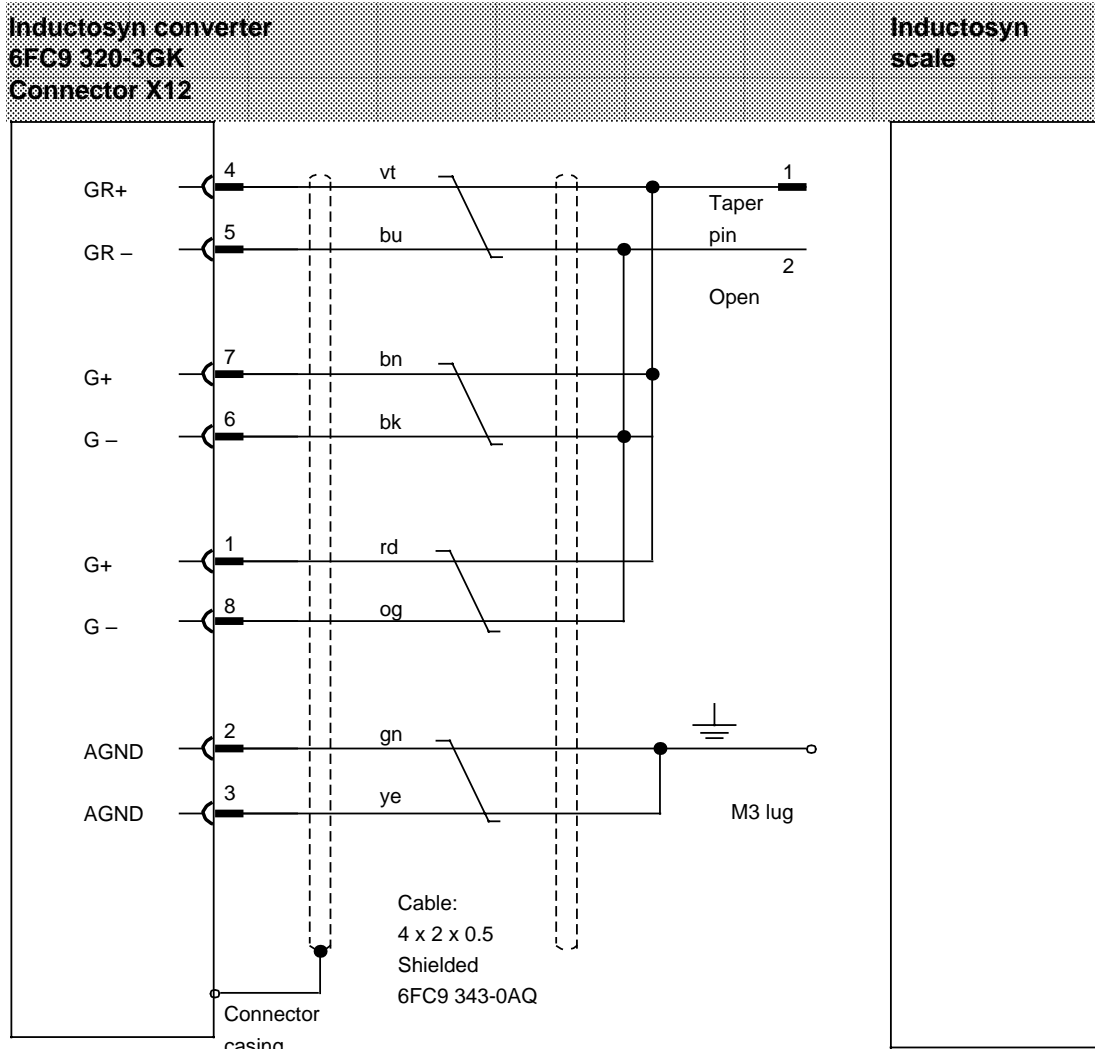 Inductosyn converter
6FC9 320-3GK
Connector X12
Inductosyn
scale
GR+
4
vt
1
Taper
pin
GR –
5
bu
2
Open
G+
7
bn
G –
6
bk
G+
1
rd
G –
8
og
AGND
2
gn
AGND
3
ye
M3 lug
Cable:
4 x 2 x 0.5
Shielded
6FC9 343-0AQ
Connector
casing